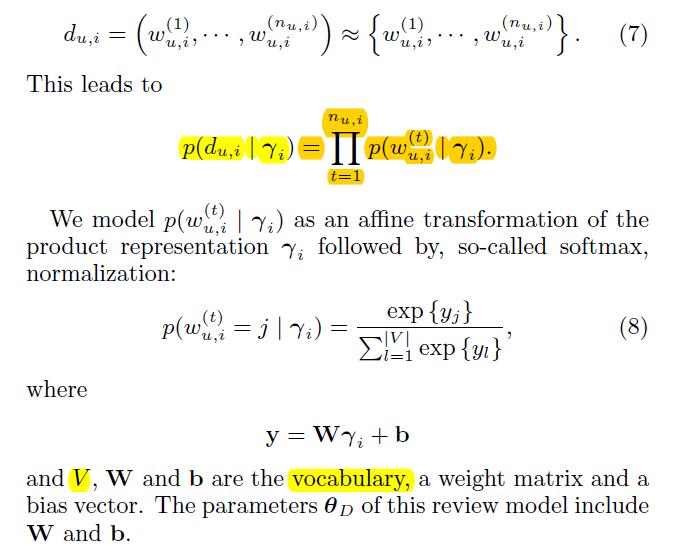 d_{u,i} = ( w_{u,i}^{(1)}, ··· , w_{u,i}^{(n_{u,i})} ) ≈ { w_{u,i}^{(1)}, ··· , w_{u,i}^{(n_{u,i})} } . (7)
This leads to
p(d_{u,i} | γ_i) = ∏_{t=1}^{n_{u,i}} p(w_{u,i}^{(t)} | γ_i).
We model p(w_{u,i}^{(t)} | γ_i) as an affine transformation of the
product representation γ_i followed by, so-called softmax,
normalization:
p(w_{u,i}^{(t)} = j | γ_i) = exp {y_j} / ∑_{l=1}^{|V|} exp {y_l} , (8)
where
y = Wγ_i + b
and V, W and b are the vocabulary, a weight matrix and a
bias vector. The parameters θ_D of this review model include
W and b.